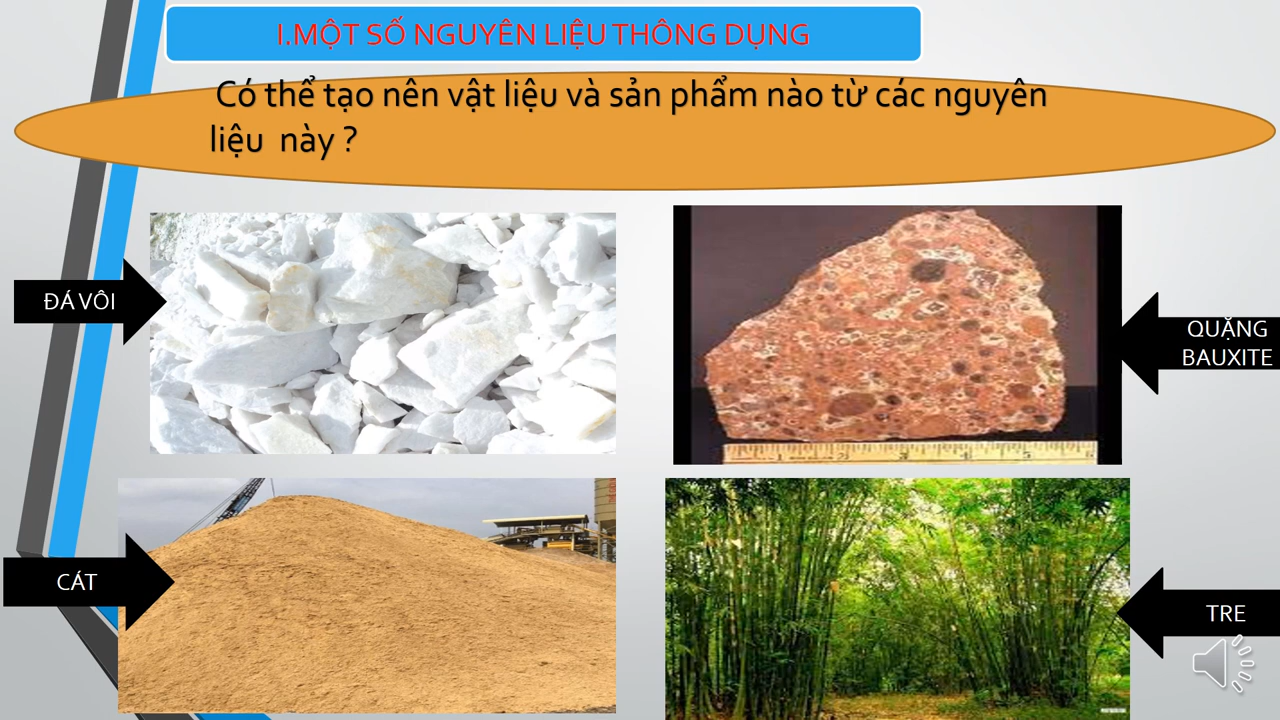 I.MỘT SỐ NGUYÊN LIỆU THÔNG DỤNG
Có thể tạo nên vật liệu và sản phẩm nào từ các nguyên
liệu này ?
ĐÁ VÔI
QUẶNG
BAUXITE
CÁT
TRE